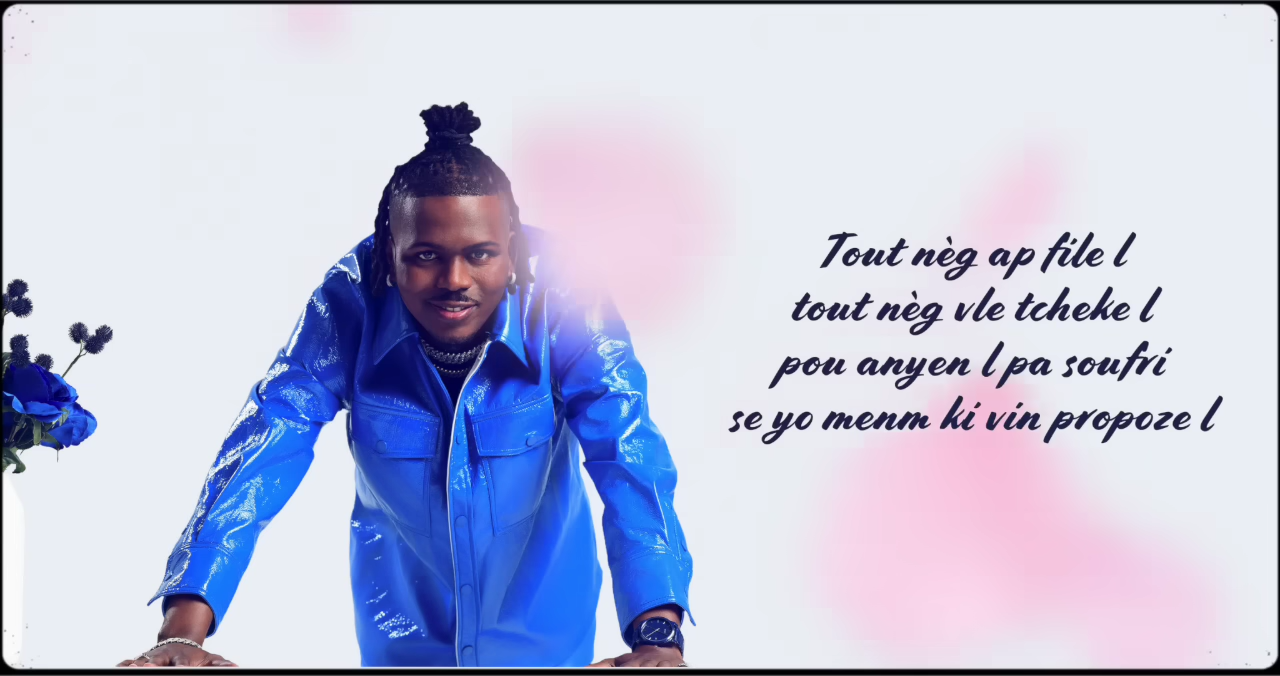 Tout nèg ap file l
tout nèg vle tcheke l
pou anyen l pa soufri
se yo menm ki vin propoze l